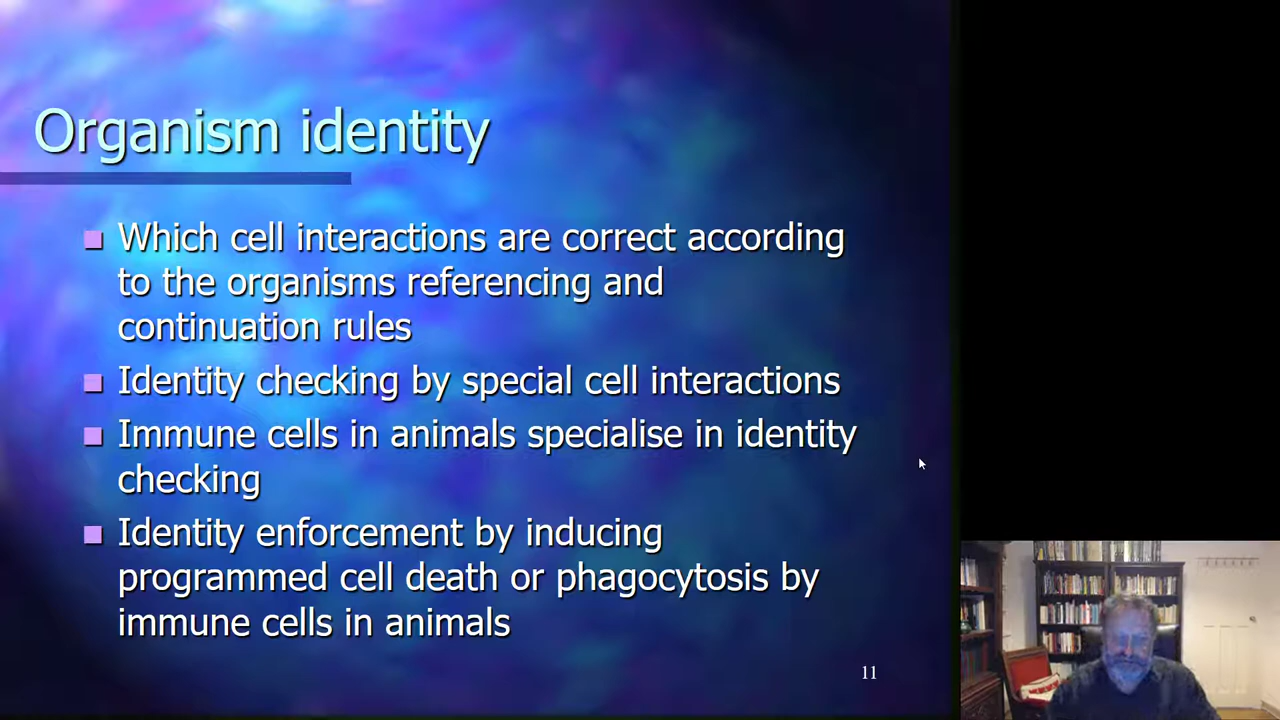 Organism identity
Which cell interactions are correct according
to the organisms referencing and
continuation rules
Identity checking by special cell interactions
Immune cells in animals specialise in identity
checking
Identity enforcement by inducing
programmed cell death or phagocytosis by
immune cells in animals
11